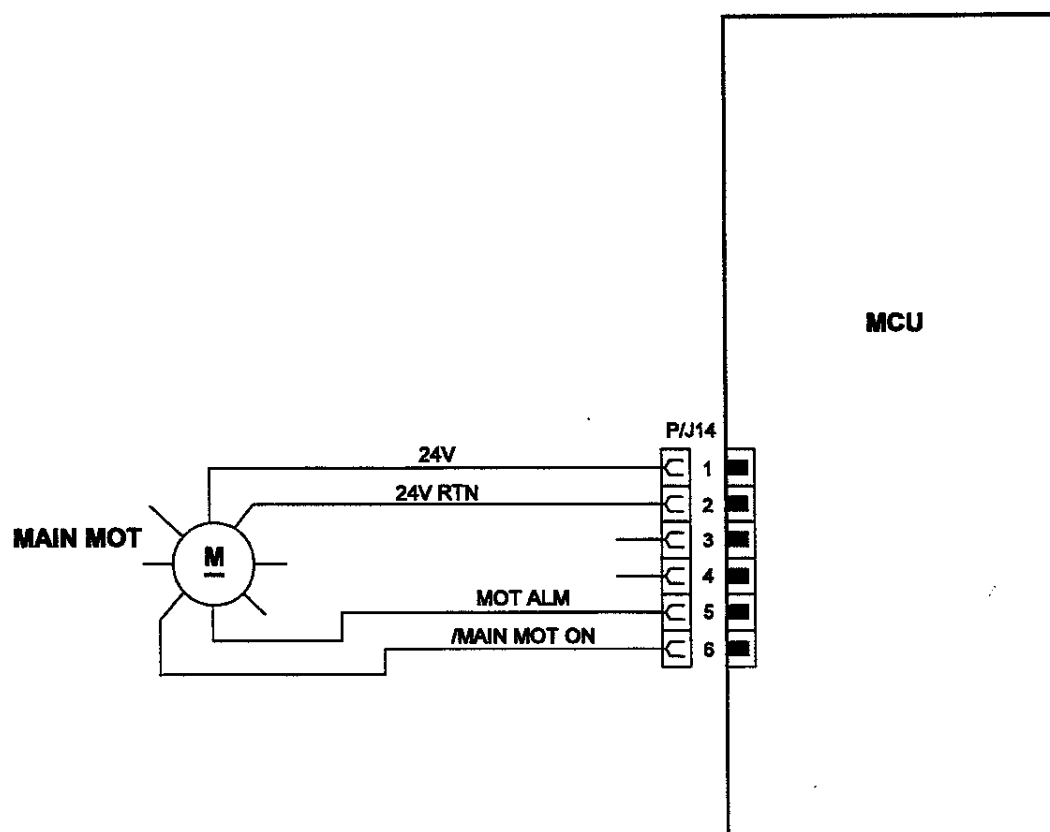 MCU
P/J14
24V
1
24V RTN
2
MAIN MOT
M
3
4
MOT ALM
5
/MAIN MOT ON
6